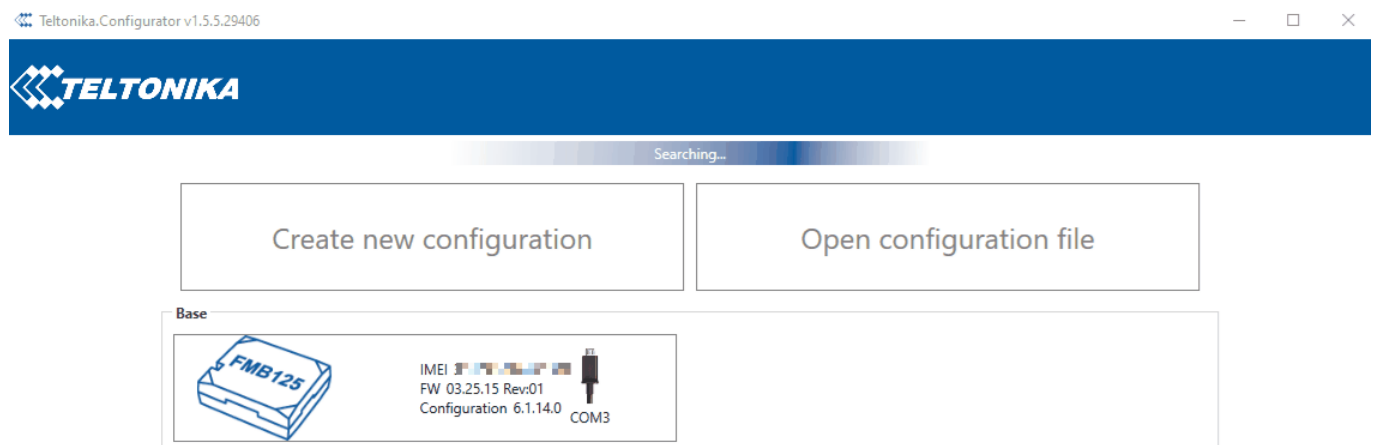 Teltonika.Configurator v1.5.5.29406
TELTONIKA
Searching...
Create new configuration
Open configuration file
Base
FMB125
IMEI
FW 03.25.15 Rev:01
Configuration 6.1.14.0
COM3